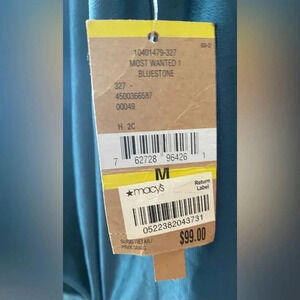 10491479-327
MOST WANTED 1
BLUESTONE
327 -
4500366587
00049
H 2C
7 62728 96426 1
M
★macy's
Return
Label
0522382043731
$99.00